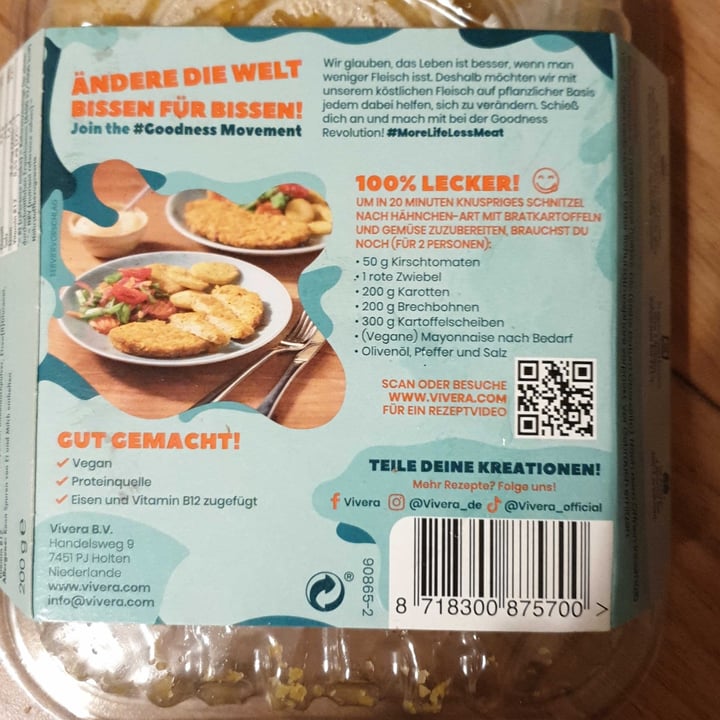 ÄNDERE DIE WELT
BISSEN FÜR BISSEN!
Join the #Goodness Movement
Wir glauben, das Leben ist besser, wenn man
weniger Fleisch isst. Deshalb möchten wir mit
unserem köstlichen Fleisch auf pflanzlicher Basis
jedem dabei helfen, sich zu verändern. Schieß
dich an und mach mit bei der Goodness
Revolution! #MoreLifeLessMeat
SERVIERVORSCHLAG
100% LECKER!
UM IN 20 MINUTEN KNUSPRIGES SCHNITZEL
NACH HÄHNCHEN-ART MIT BRATKARTOFFELN
UND GEMÜSE ZUZUBEREITEN, BRAUCHST DU
NOCH (FÜR 2 PERSONEN):
• 50 g Kirschtomaten
• 1 rote Zwiebel
• 200 g Karotten
• 200 g Brechbohnen
• 300 g Kartoffelscheiben
• (Vegane) Mayonnaise nach Bedarf
• Olivenöl, Pfeffer und Salz
SCAN ODER BESUCHE
WWW.VIVERA.COM
FÜR EIN REZEPTVIDEO
GUT GEMACHT!
✓ Vegan
✓ Proteinquelle
✓ Eisen und Vitamin B12 zugefügt
TEILE DEINE KREATIONEN!
Mehr Rezepte? Folge uns!
Vivera @Vivera_de @Vivera_official
Vivera B.V.
Handelsweg 9
7451 PJ Holten
Niederlande
www.vivera.com
info@vivera.com
®
90865-2
8 718300 875700 >
200 g e